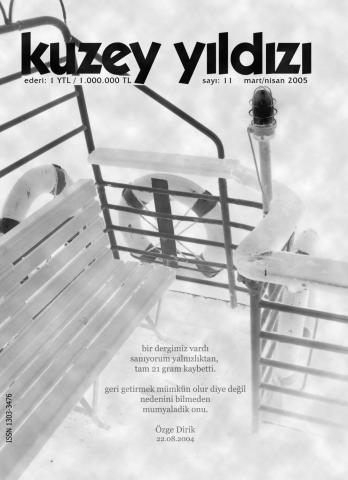 kuzey yıldızı
ederi: 1 YTL / 1.000.000 TL sayı: 11 mart/nisan 2005
bir dergimiz vardı
sanıyorum yalnızlıktan,
tam 21 gram kaybetti.
geri getirmek mümkün olur diye değil
nedenini bilmeden
mumyaladik onu.
Özge Dirik
22.08.2004
ISSN 1303-3476